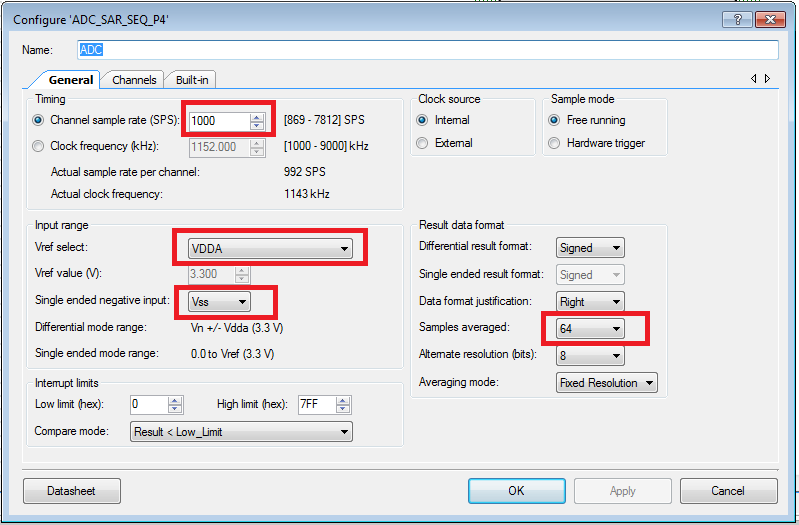 Configure 'ADC_SAR_SEQ_P4'
?
Name:
ADC
General
Channels
Built-in
Timing
Channel sample rate (SPS):
1000
[869 - 7812] SPS
Clock frequency (kHz):
1152.000
[1000 - 9000] kHz
Actual sample rate per channel:
992 SPS
Actual clock frequency:
1143 kHz
Clock source
Internal
External
Sample mode
Free running
Hardware trigger
Input range
Vref select:
VDDA
Vref value (V):
3.300
Single ended negative input:
Vss
Differential mode range:
Vn +/- Vdda (3.3 V)
Single ended mode range:
0.0 to Vref (3.3 V)
Result data format
Differential result format:
Signed
Single ended result format:
Signed
Data format justification:
Right
Samples averaged:
64
Alternate resolution (bits):
8
Averaging mode:
Fixed Resolution
Interrupt limits
Low limit (hex):
0
High limit (hex):
7FF
Compare mode:
Result < Low_Limit
Datasheet
OK
Apply
Cancel